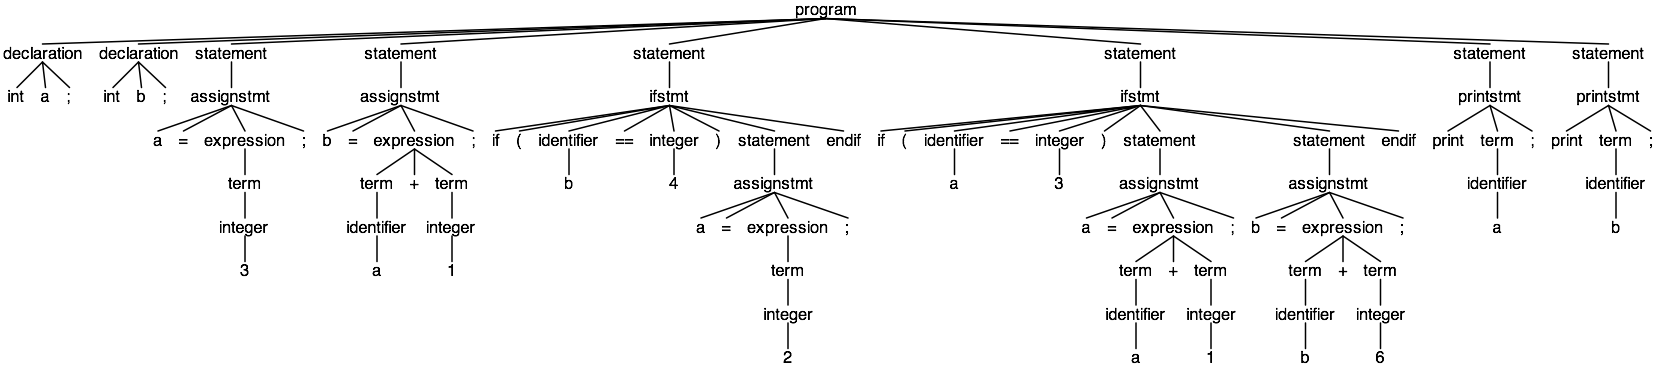 program
declaration declaration statement statement statement statement statement statement
int a ; int b ; assignstmt assignstmt ifstmt ifstmt printstmt printstmt
a = expression ; b = expression ; if ( identifier == integer ) statement endif if ( identifier == integer ) statement statement endif print term ; print term ;
term term + term b 4 assignstmt a 3 assignstmt assignstmt identifier identifier
integer identifier integer a = expression ; a = expression ; b = expression ; a b
3 a 1 term term + term term + term
integer identifier integer identifier integer
2 a 1 b 6